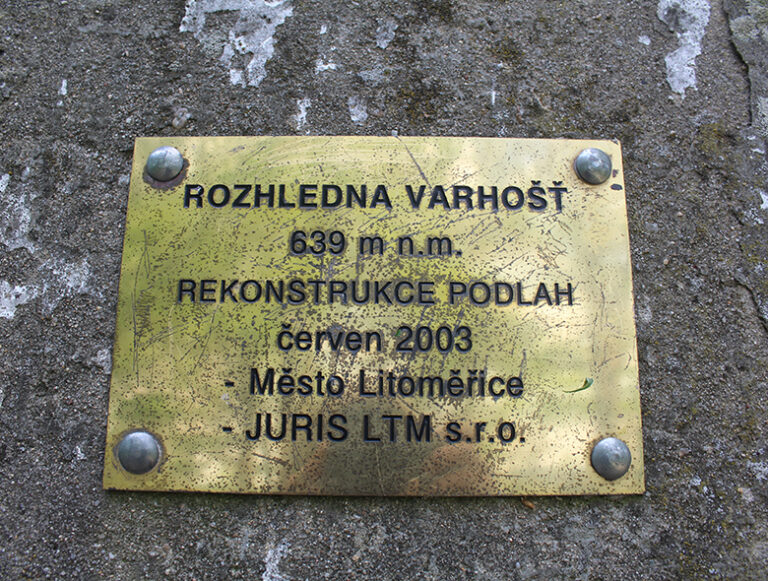 ROZHLEDNA VARHOŠŤ
639 m n.m.
REKONSTRUKCE PODLAH
červen 2003
- Město Litoměřice
- JURIS LTM s.r.o.